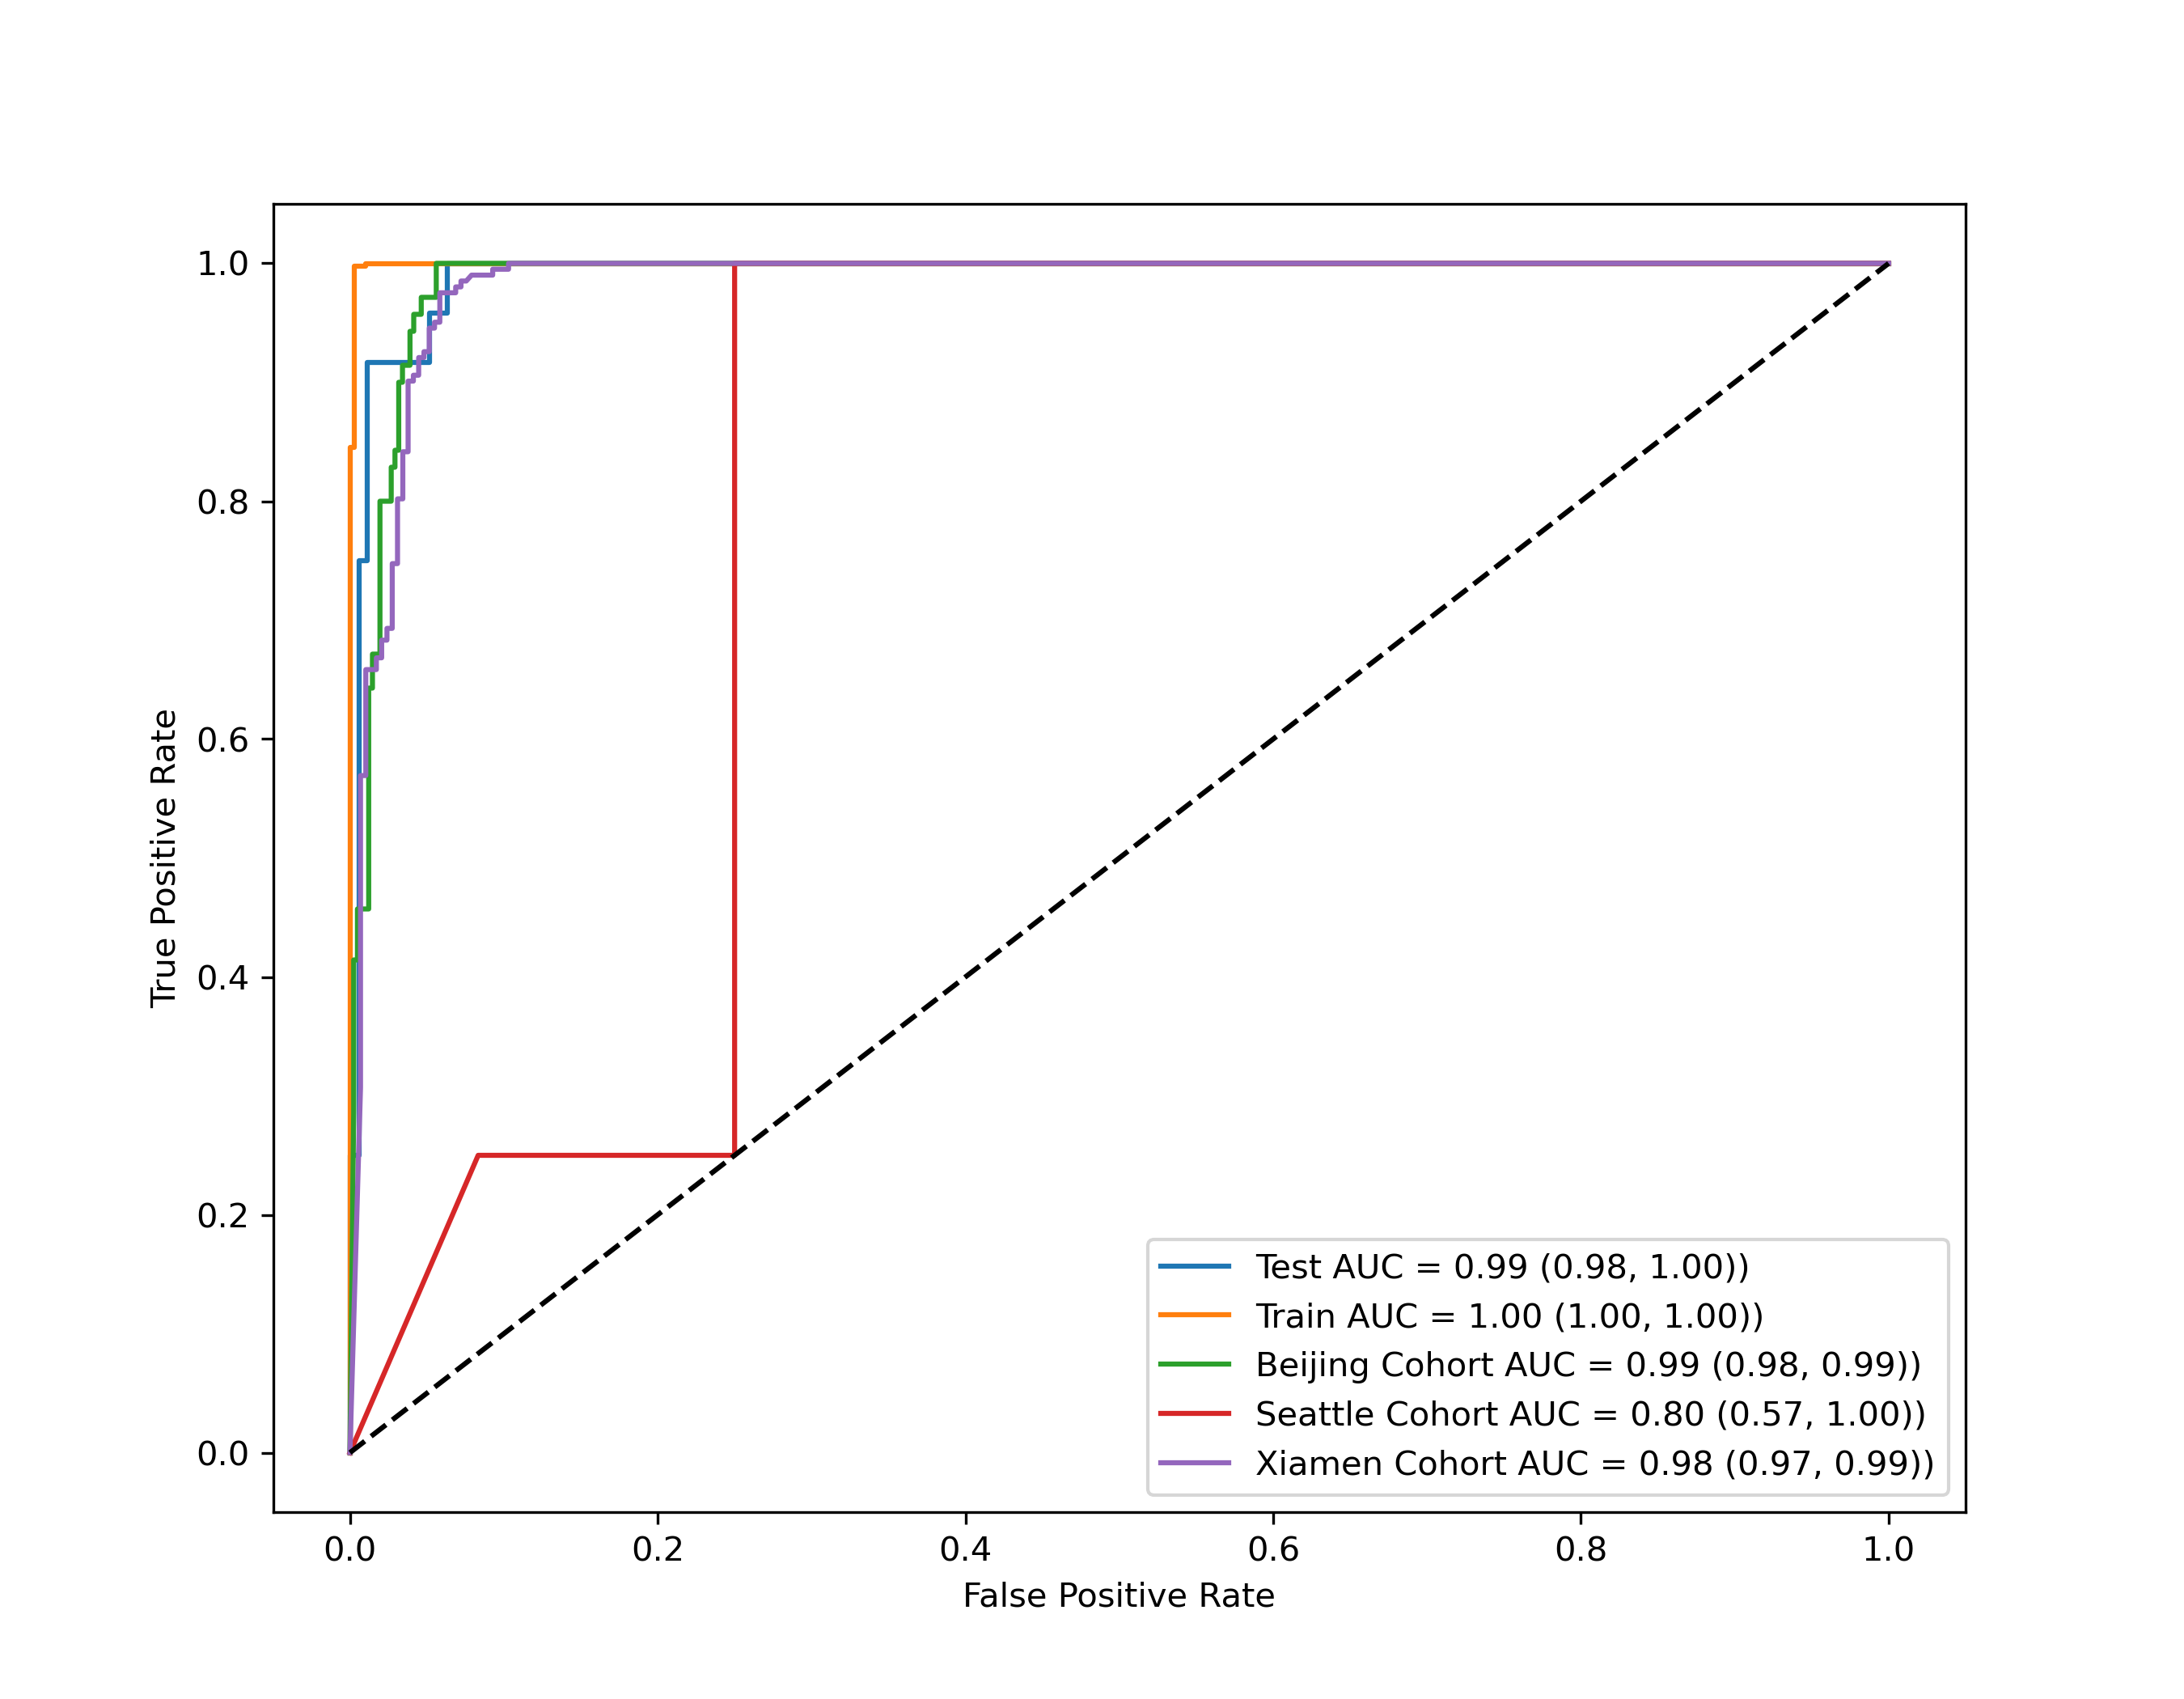 1.0
0.8
0.6
0.4
0.2
0.0
True Positive Rate
Test AUC = 0.99 (0.98, 1.00))
Train AUC = 1.00 (1.00, 1.00))
Beijing Cohort AUC = 0.99 (0.98, 0.99))
Seattle Cohort AUC = 0.80 (0.57, 1.00))
Xiamen Cohort AUC = 0.98 (0.97, 0.99))
0.0 0.2 0.4 0.6 0.8 1.0
False Positive Rate